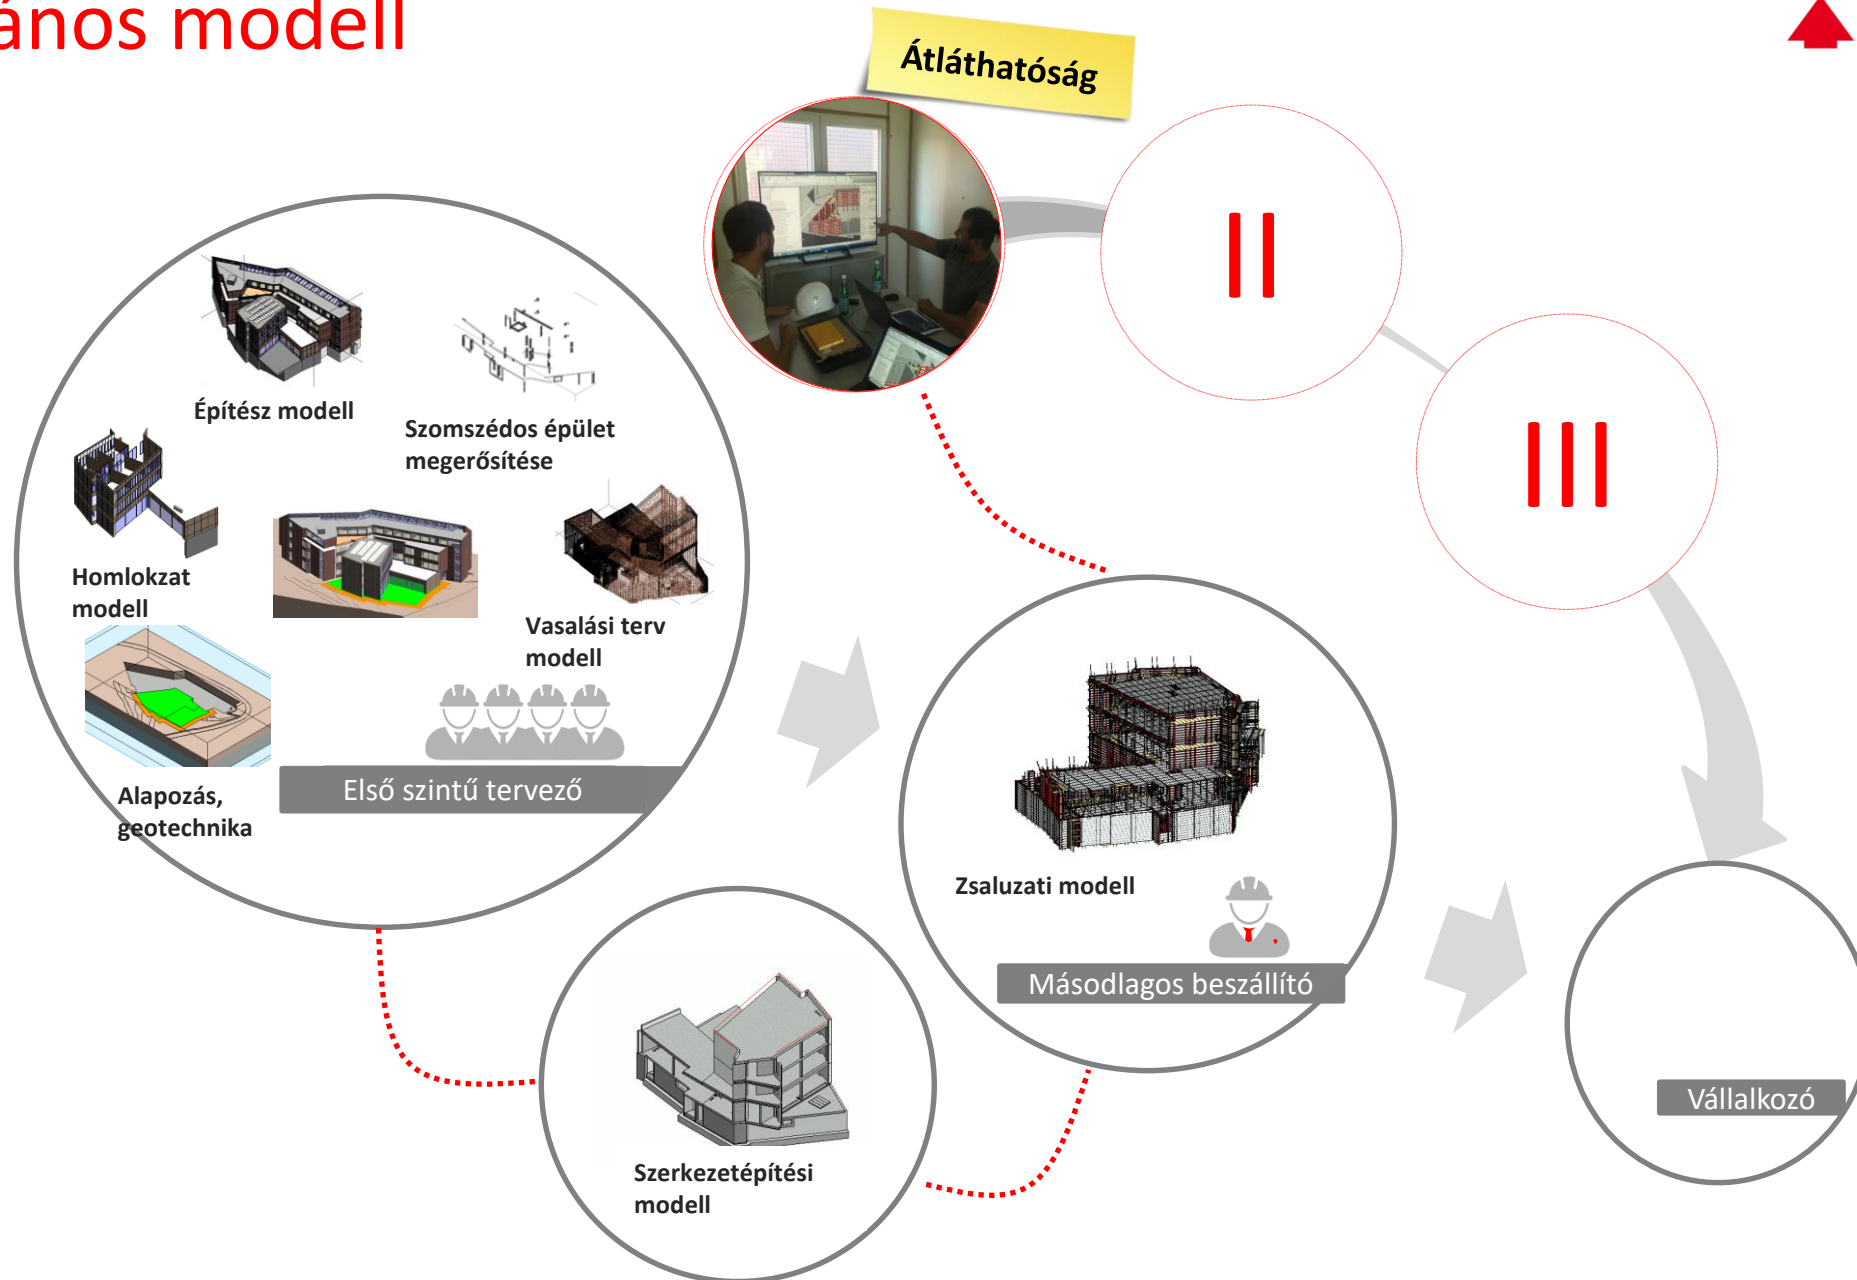 ános modell
Átláthatóság
II
III
Építész modell
Szomszédos épület
megerősítése
Homlokzat
modell
Vasalási terv
modell
Alapozás,
geotechnika
Első szintű tervező
Zsaluzati modell
Másodlagos beszállító
Szerkezetépítési
modell
Vállalkozó